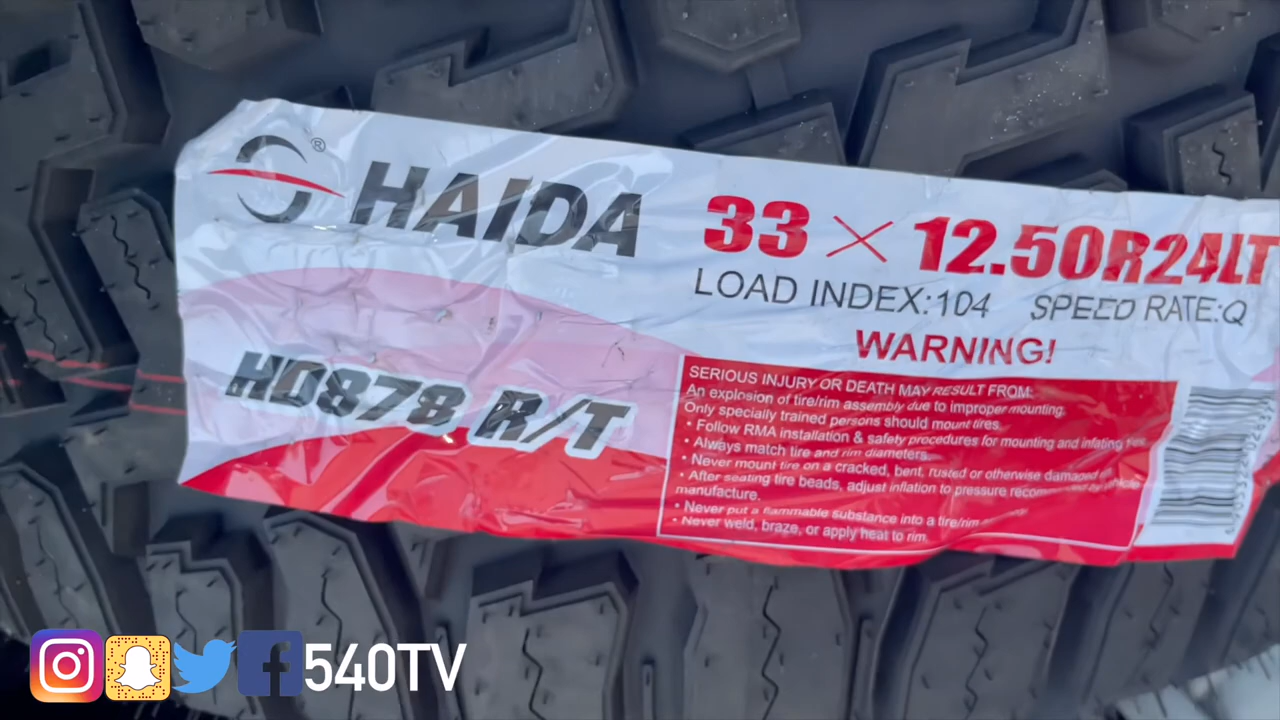 HAIDA ®
33 × 12.50R24LT
LOAD INDEX:104 SPEED RATE:Q
WARNING!
HD878 R/T
SERIOUS INJURY OR DEATH MAY RESULT FROM:
An explosion of tire/rim assembly due to improper mounting.
Only specially trained persons should mount tires.
• Follow RMA installation & safety procedures for mounting and inflating
• Always match tire and rim diameters.
• Never mount tire on a cracked, bent, rusted or otherwise damaged
• After seating tire beads, adjust inflation to pressure recommended by vehicle
manufacture.
• Never put a flammable substance into a tire/rim
• Never weld, braze, or apply heat to rim.
540TV